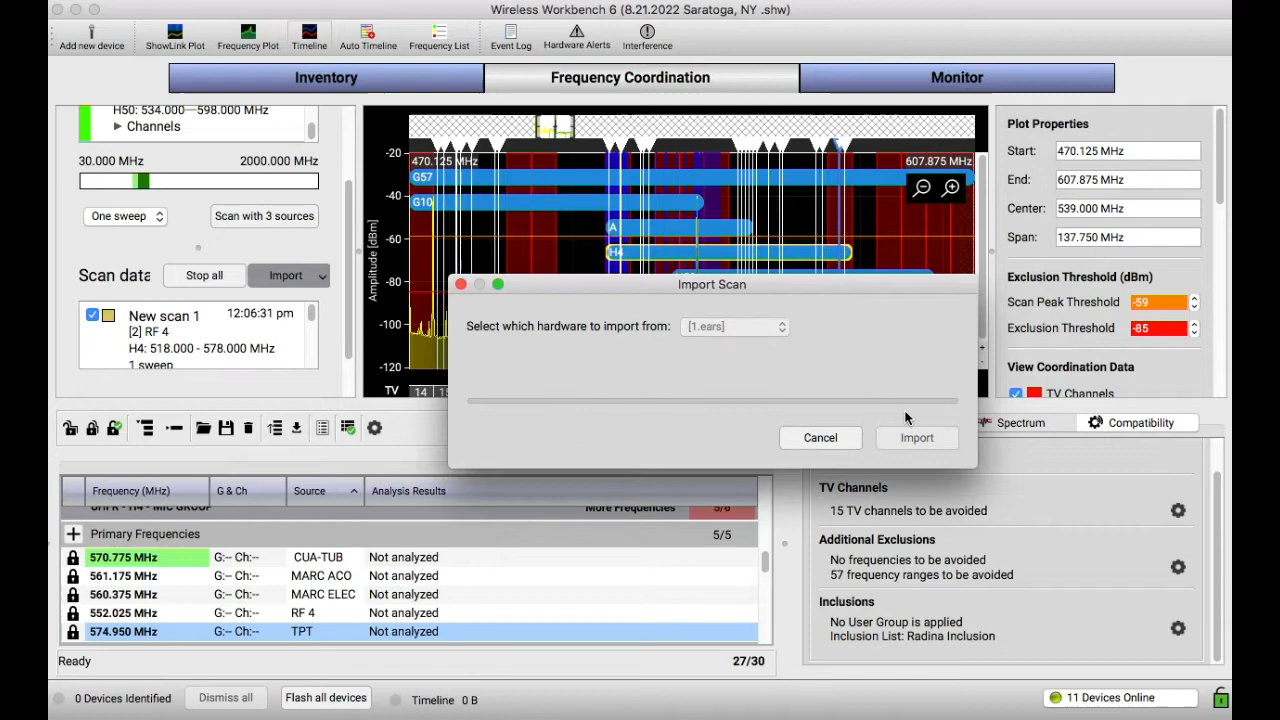 Wireless Workbench 6 (8.21.2022 Saratoga, NY .shw)
Add new device
ShowLink Plot
Frequency Plot
Timeline
Auto Timeline
Frequency List
Event Log
Hardware Alerts
Interference
Inventory
Frequency Coordination
Monitor
H50: 534.000—598.000 MHz
Channels
30.000 MHz
2000.000 MHz
One sweep
Scan with 3 sources
Scan data
Stop all
Import
New scan 1
12:06:31 pm
[2] RF 4
H4: 518.000 - 578.000 MHz
1 sweep
Amplitude [dBm]
-20
-40
-60
-80
-100
-120
470.125 MHz
607.875 MHz
G57
G10
A
H4
TV
14
Plot Properties
Start:
470.125 MHz
End:
607.875 MHz
Center:
539.000 MHz
Span:
137.750 MHz
Exclusion Threshold (dBm)
Scan Peak Threshold
-59
Exclusion Threshold
-85
View Coordination Data
TV Channels
Import Scan
Select which hardware to import from:
[1.ears]
Cancel
Import
Spectrum
Compatibility
Frequency (MHz)
G & Ch
Source
Analysis Results
UHFR - H4 - MIC GROUP
More Frequencies
5/6
Primary Frequencies
5/5
570.775 MHz G:-- Ch:-- CUA-TUB Not analyzed
561.175 MHz G:-- Ch:-- MARC ACO Not analyzed
560.375 MHz G:-- Ch:-- MARC ELEC Not analyzed
552.025 MHz G:-- Ch:-- RF 4 Not analyzed
574.950 MHz G:-- Ch:-- TPT Not analyzed
TV Channels
15 TV channels to be avoided
Additional Exclusions
No frequencies to be avoided
57 frequency ranges to be avoided
Inclusions
No User Group is applied
Inclusion List: Radina Inclusion
Ready
27/30
0 Devices Identified
Dismiss all
Flash all devices
Timeline 0 B
11 Devices Online